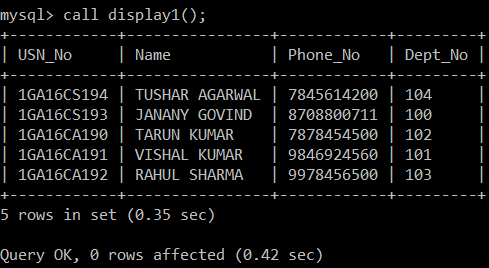 mysql> call display1();
+------------+----------------+------------+---------+
| USN_No | Name | Phone_No | Dept_No |
+------------+----------------+------------+---------+
| 1GA16CS194 | TUSHAR AGARWAL | 7845614200 | 104 |
| 1GA16CS193 | JANANY GOVIND | 8708800711 | 100 |
| 1GA16CA190 | TARUN KUMAR | 7878454500 | 102 |
| 1GA16CA191 | VISHAL KUMAR | 9846924560 | 101 |
| 1GA16CA192 | RAHUL SHARMA | 9978456500 | 103 |
+------------+----------------+------------+---------+
5 rows in set (0.35 sec)
Query OK, 0 rows affected (0.42 sec)